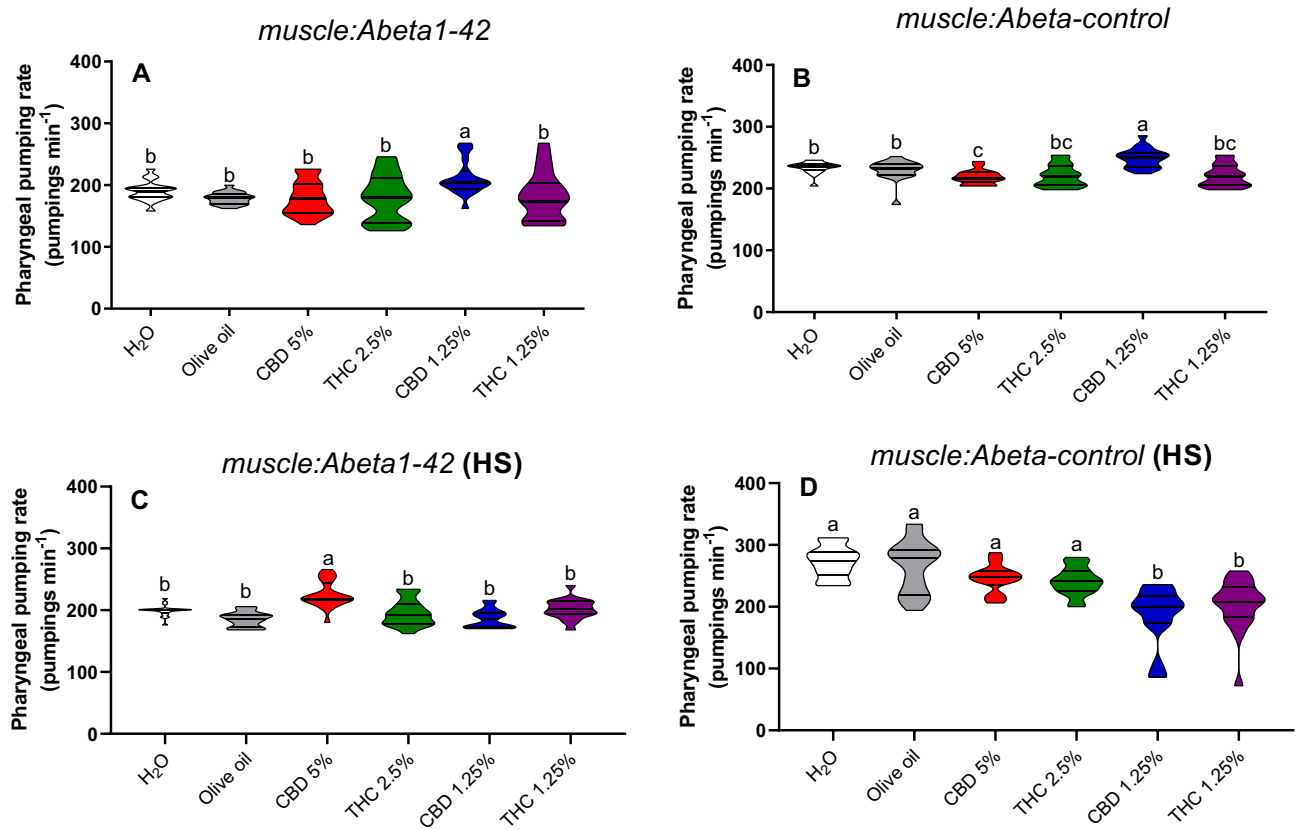 muscle:Abeta1-42
A
Pharyngeal pumping rate
(pumpings min⁻¹)
400
300
200
100
0
b
b
b
b
a
b
H₂O
Olive oil
CBD 5%
THC 2.5%
CBD 1.25%
THC 1.25%
muscle:Abeta-control
B
Pharyngeal pumping rate
(pumpings min⁻¹)
400
300
200
100
0
b
b
c
bc
a
bc
H₂O
Olive oil
CBD 5%
THC 2.5%
CBD 1.25%
THC 1.25%
muscle:Abeta1-42 (HS)
C
Pharyngeal pumping rate
(pumpings min⁻¹)
400
300
200
100
0
b
b
a
b
b
b
H₂O
Olive oil
CBD 5%
THC 2.5%
CBD 1.25%
THC 1.25%
muscle:Abeta-control (HS)
D
Pharyngeal pumping rate
(pumpings min⁻¹)
400
300
200
100
0
a
a
a
a
b
b
H₂O
Olive oil
CBD 5%
THC 2.5%
CBD 1.25%
THC 1.25%